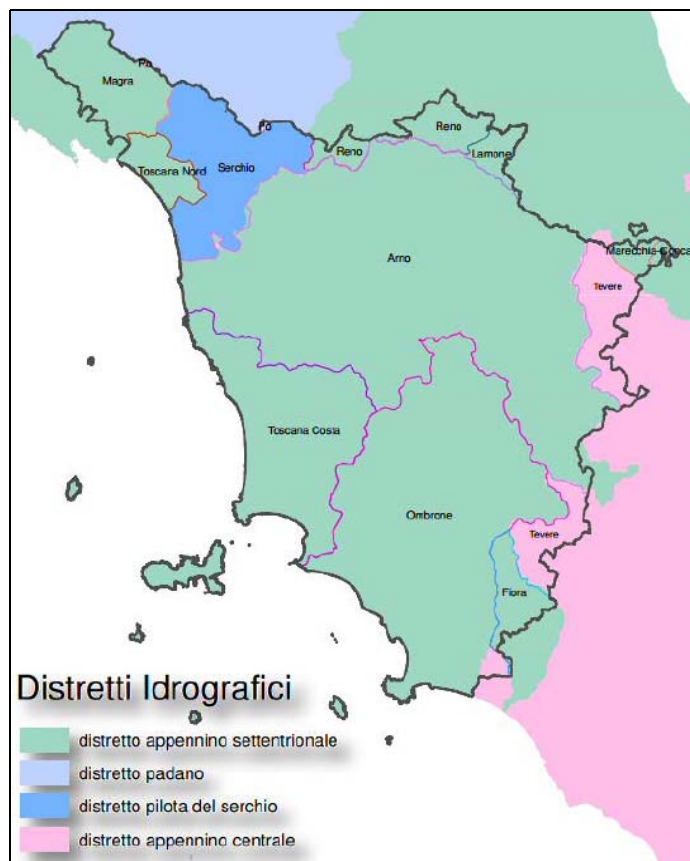 Po
Magra
Po
Reno
Reno
Lamone
Toscana Nord
Serchio
Marecchia-Conca
Arno
Tevere
Toscana Costa
Ombrone
Tevere
Fiora
Distretti Idrografici
distretto appennino settentrionale
distretto padano
distretto pilota del serchio
distretto appennino centrale